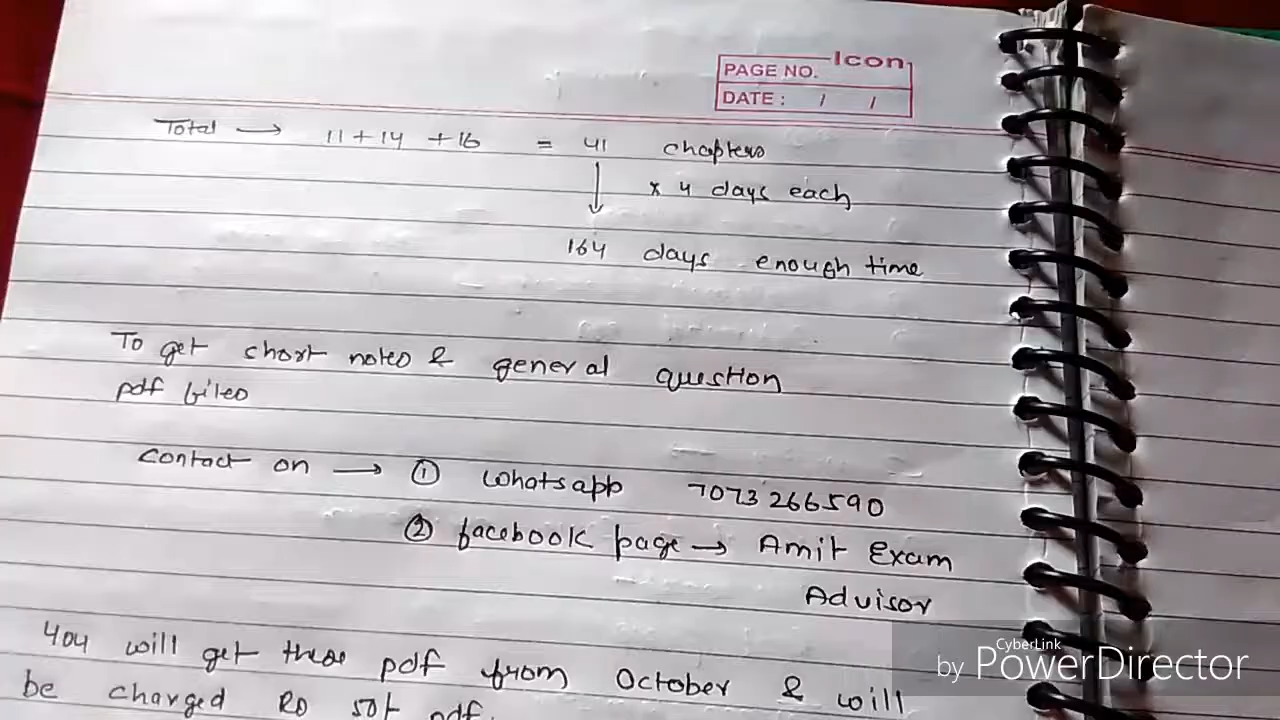 Icon
PAGE NO.
DATE : / /
Total → 11 + 14 + 16 = 41 chapters
↓ x 4 days each
164 days enough time
To get short notes & general question
pdf files
Contact on → ① Whatsapp 7073266590
② facebook page → Amit Exam
Advisor
You will get these pdf from October & will
be charged Rs pdf.
CyberLink
by PowerDirector